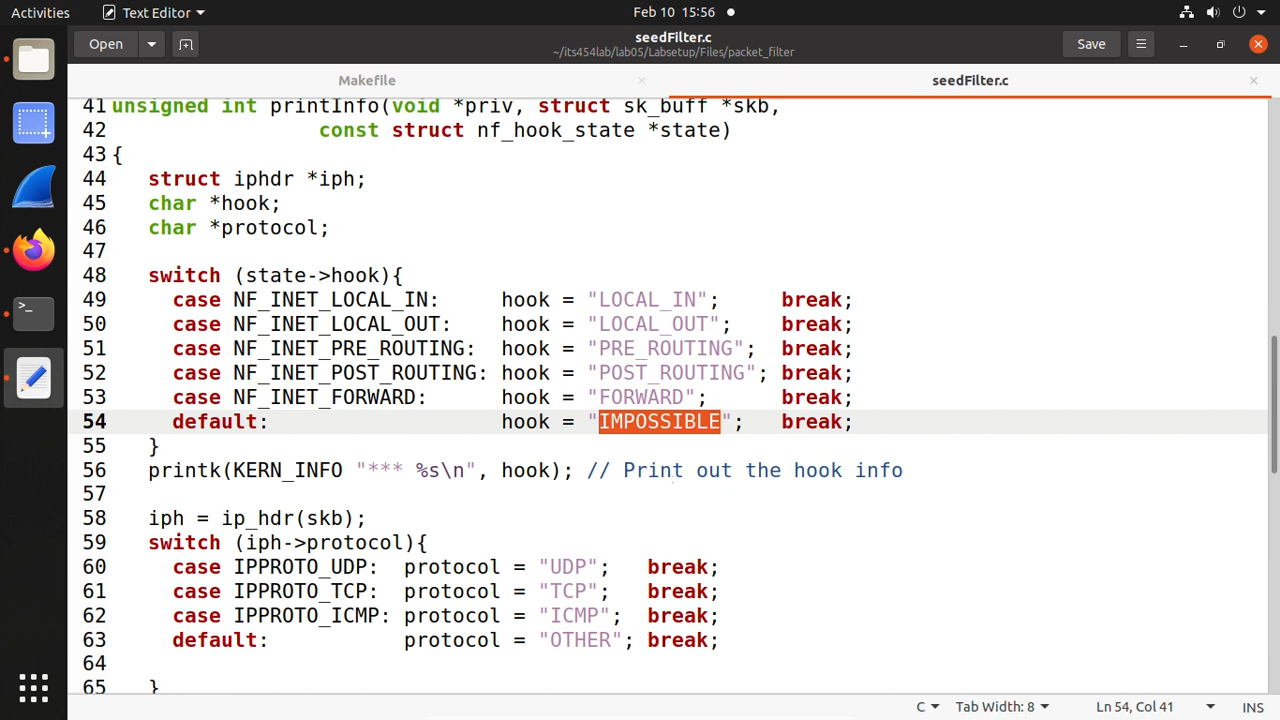 Activities
Text Editor
Feb 10 15:56
Open
seedFilter.c
~/its454lab/lab05/Labsetup/Files/packet_filter
Save
Makefile
seedFilter.c
41 unsigned int printInfo(void *priv, struct sk_buff *skb,
42                  const struct nf_hook_state *state)
43 {
44    struct iphdr *iph;
45    char *hook;
46    char *protocol;
47
48    switch (state->hook){
49      case NF_INET_LOCAL_IN:     hook = "LOCAL_IN";     break;
50      case NF_INET_LOCAL_OUT:    hook = "LOCAL_OUT";    break;
51      case NF_INET_PRE_ROUTING:  hook = "PRE_ROUTING";  break;
52      case NF_INET_POST_ROUTING: hook = "POST_ROUTING"; break;
53      case NF_INET_FORWARD:      hook = "FORWARD";      break;
54      default:                   hook = "IMPOSSIBLE";   break;
55    }
56    printk(KERN_INFO "*** %s\n", hook); // Print out the hook info
57
58    iph = ip_hdr(skb);
59    switch (iph->protocol){
60      case IPPROTO_UDP:  protocol = "UDP";   break;
61      case IPPROTO_TCP:  protocol = "TCP";   break;
62      case IPPROTO_ICMP: protocol = "ICMP";  break;
63      default:           protocol = "OTHER"; break;
64
65    }
C
Tab Width: 8
Ln 54, Col 41
INS